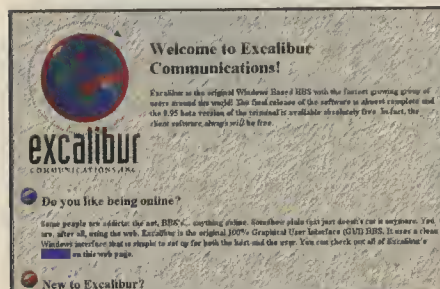 Welcome to Excalibur
Communications!
Excalibur is the original Windows Based BBS with the fastest growing group of
users around the world! The final release of the software is almost complete and
the 0.95 beta version of the terminal is available absolutely free. In fact, the
client software always will be free.
excalibur
COMMUNICATIONS, INC
Do you like being online?
Some people are addicts: the net, BBS's... anything online. Somehow plain text just doesn't cut it anymore. You
are, after all, using the web. Excalibur is the original 100% Graphical User Interface (GUI) BBS. It uses a clean
Windows interface that is simple to set up for both the host and the user. You can check out all of Excalibur's
on this web page.
New to Excalibur?